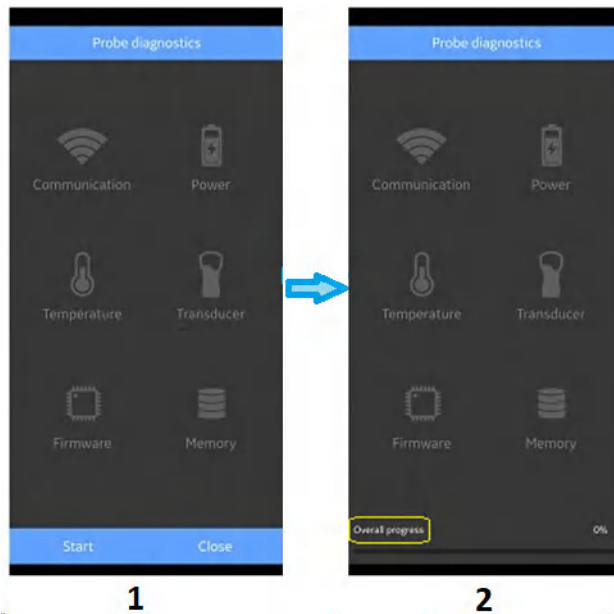 Probe diagnostics
Communication Power
Temperature Transducer
Firmware Memory
Start Close
1
Probe diagnostics
Communication Power
Temperature Transducer
Firmware Memory
Overall progress 0%
2